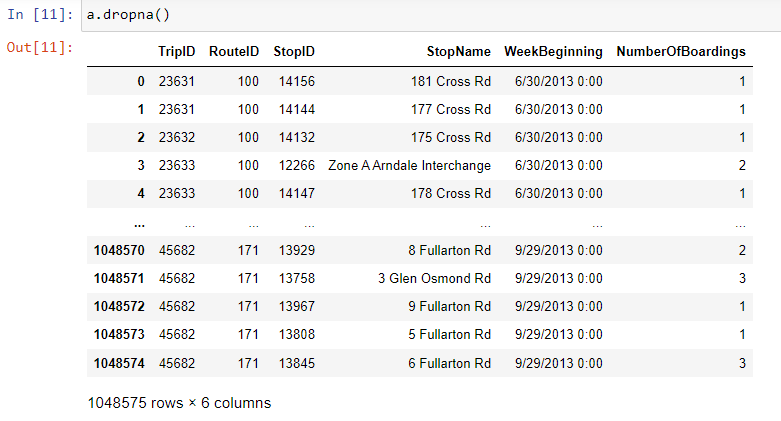 In [11]: a.dropna()
Out[11]:
TripID RouteID StopID StopName WeekBeginning NumberOfBoardings
0 23631 100 14156 181 Cross Rd 6/30/2013 0:00 1
1 23631 100 14144 177 Cross Rd 6/30/2013 0:00 1
2 23632 100 14132 175 Cross Rd 6/30/2013 0:00 1
3 23633 100 12266 Zone A Arndale Interchange 6/30/2013 0:00 2
4 23633 100 14147 178 Cross Rd 6/30/2013 0:00 1
... ... ... ... ... ... ...
1048570 45682 171 13929 8 Fullarton Rd 9/29/2013 0:00 2
1048571 45682 171 13758 3 Glen Osmond Rd 9/29/2013 0:00 3
1048572 45682 171 13967 9 Fullarton Rd 9/29/2013 0:00 1
1048573 45682 171 13808 5 Fullarton Rd 9/29/2013 0:00 1
1048574 45682 171 13845 6 Fullarton Rd 9/29/2013 0:00 3
1048575 rows × 6 columns